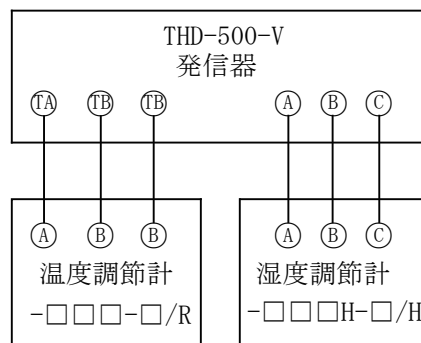 THD-500-V
発信器
TA TB TB A B C
A B B A B C
温度調節計
-□□□-□/R
湿度調節計
-□□□H-□/H